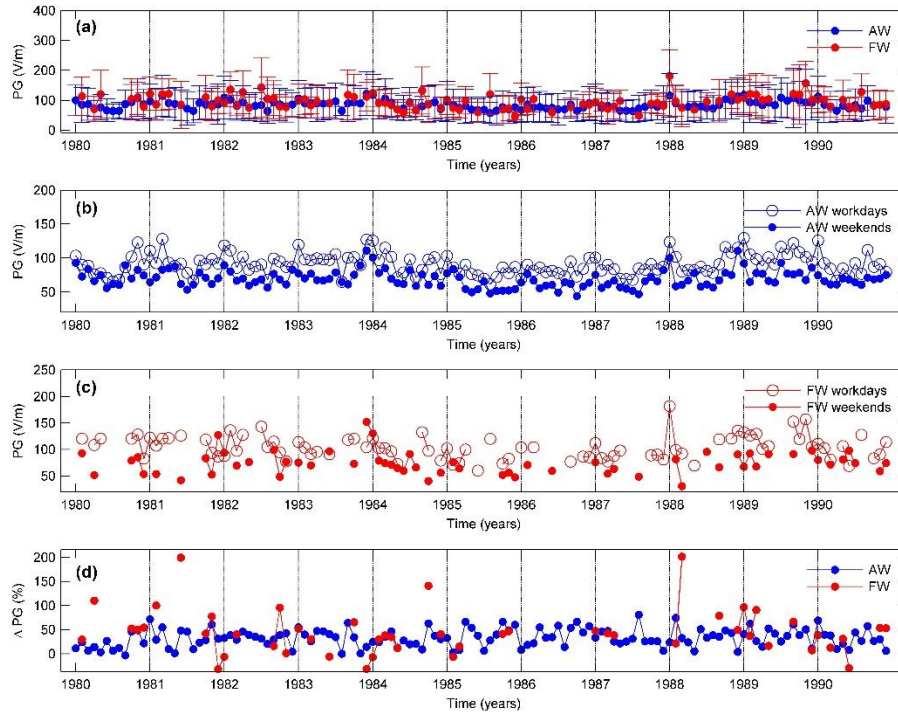 (a)
AW
FW
PG (V/m)
400
300
200
100
0
1980 1981 1982 1983 1984 1985 1986 1987 1988 1989 1990
Time (years)
(b)
AW workdays
AW weekends
PG (V/m)
200
150
100
50
1980 1981 1982 1983 1984 1985 1986 1987 1988 1989 1990
Time (years)
(c)
FW workdays
FW weekends
PG (V/m)
250
200
150
100
50
1980 1981 1982 1983 1984 1985 1986 1987 1988 1989 1990
Time (years)
(d)
AW
FW
Δ PG (%)
200
150
100
50
0
1980 1981 1982 1983 1984 1985 1986 1987 1988 1989 1990
Time (years)